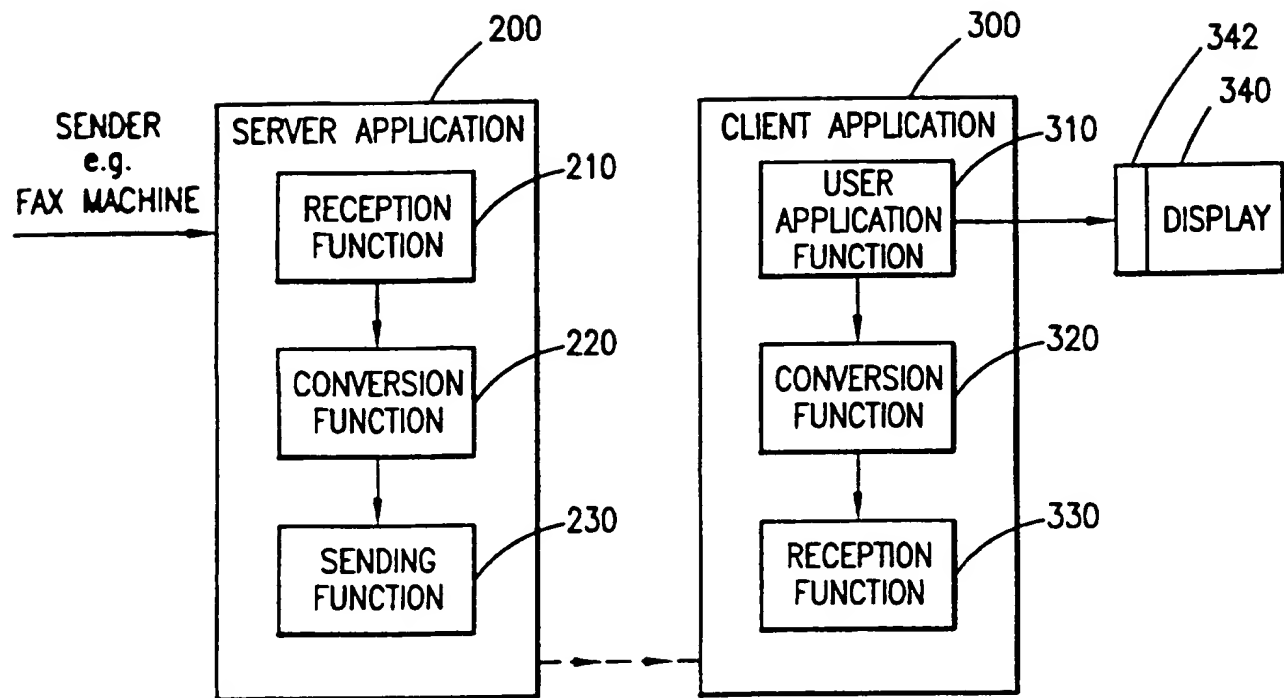 200
300
342
340
SENDER
e.g.
FAX MACHINE
SERVER APPLICATION
210
RECEPTION
FUNCTION
220
CONVERSION
FUNCTION
230
SENDING
FUNCTION
CLIENT APPLICATION
310
USER
APPLICATION
FUNCTION
DISPLAY
320
CONVERSION
FUNCTION
330
RECEPTION
FUNCTION